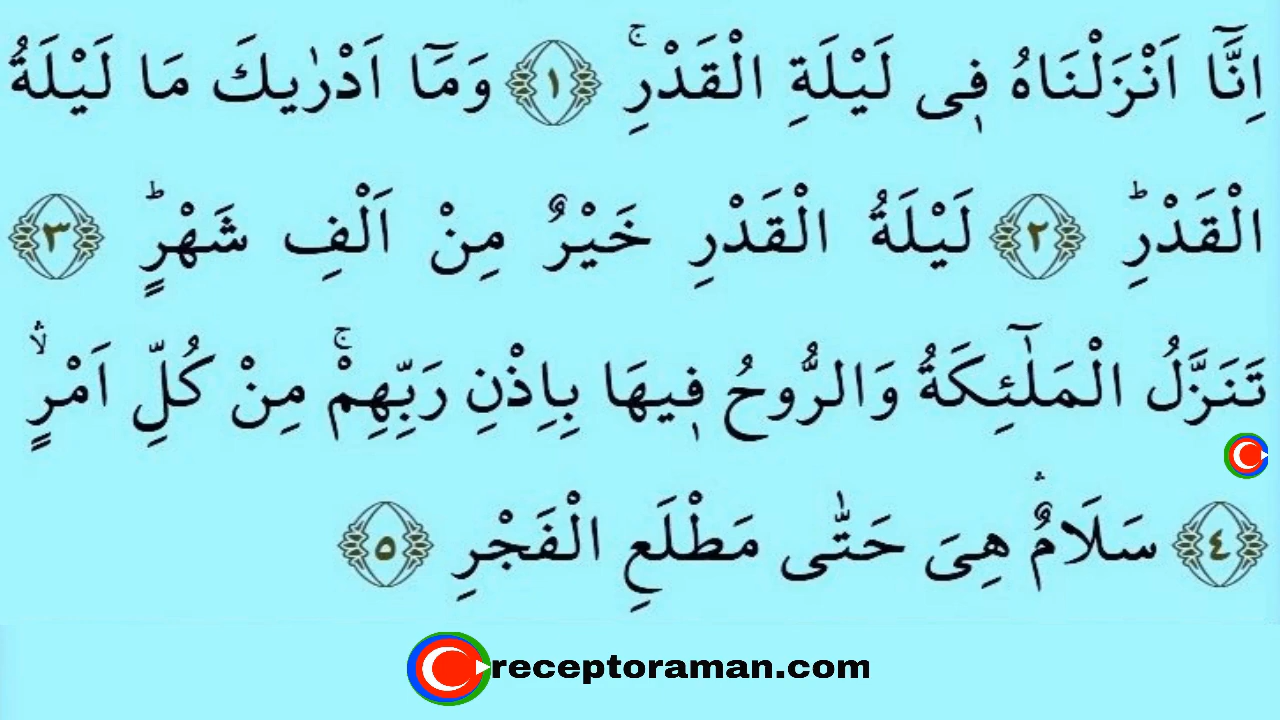 اِنَّٓا اَنْزَلْنَاهُ ف۪ى لَيْلَةِ الْقَدْرِۚ ﴿١﴾ وَمَٓا اَدْرٰيكَ مَا لَيْلَةُ
الْقَدْرِؕ ﴿٢﴾ لَيْلَةُ الْقَدْرِ خَيْرٌ مِنْ اَلْفِ شَهْرٍؕ ﴿٣﴾
تَنَزَّلُ الْمَلٰٓئِكَةُ وَالرُّوحُ ف۪يهَا بِاِذْنِ رَبِّهِمْۚ مِنْ كُلِّ اَمْرٍۙۛ
﴿٤﴾ سَلَامٌ۠ هِىَ حَتّٰى مَطْلَعِ الْفَجْرِ ﴿٥﴾
receptoraman.com